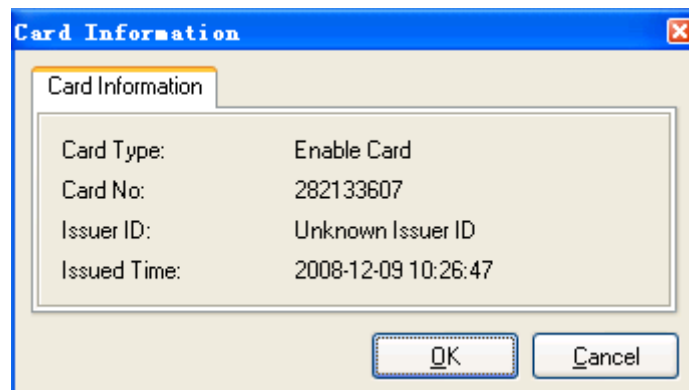 Card Information
Card Information
Card Type: Enable Card
Card No: 282133607
Issuer ID: Unknown Issuer ID
Issued Time: 2008-12-09 10:26:47
OK Cancel